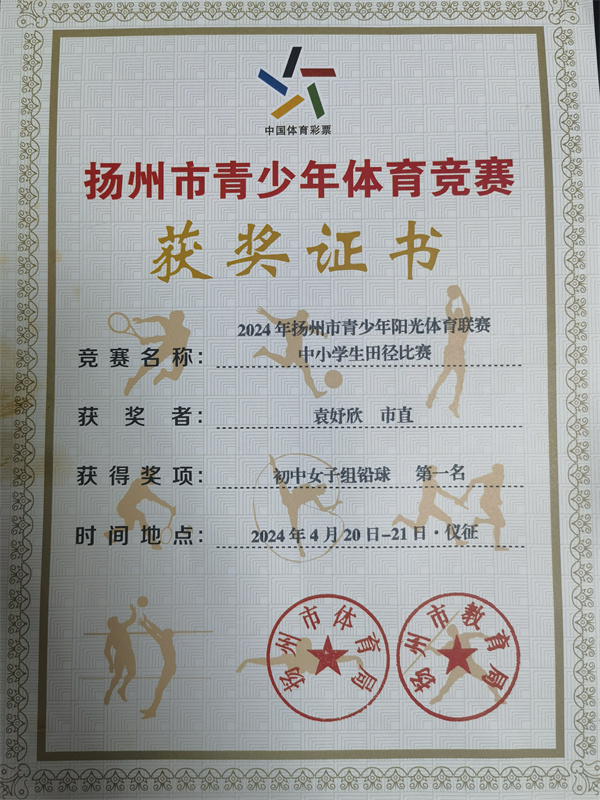 中国体育彩票
扬州市青少年体育竞赛
获奖证书
2024年扬州市青少年阳光体育联赛
竞赛名称： 中小学生田径比赛
获奖者： 袁妤欣 市直
获得奖项： 初中女子组铅球 第一名
时间地点： 2024年4月20日-21日·仪征
扬州市体育局
扬州市教育局